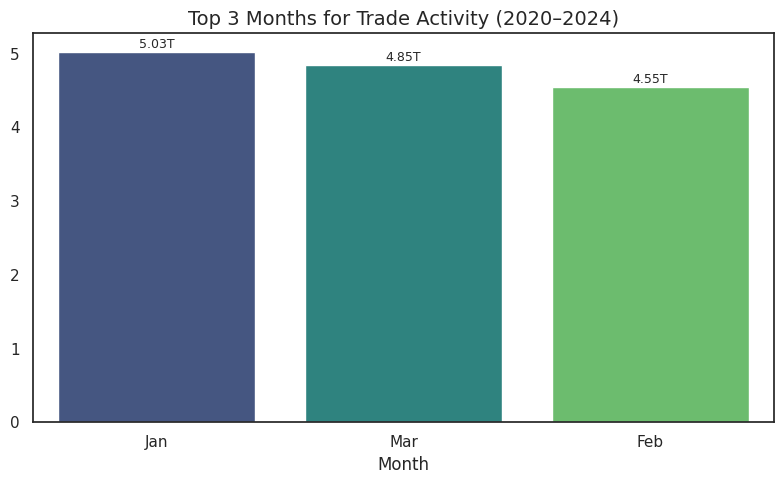 Top 3 Months for Trade Activity (2020–2024)
5.03T
4.85T
4.55T
5
4
3
2
1
0
Jan
Mar
Feb
Month